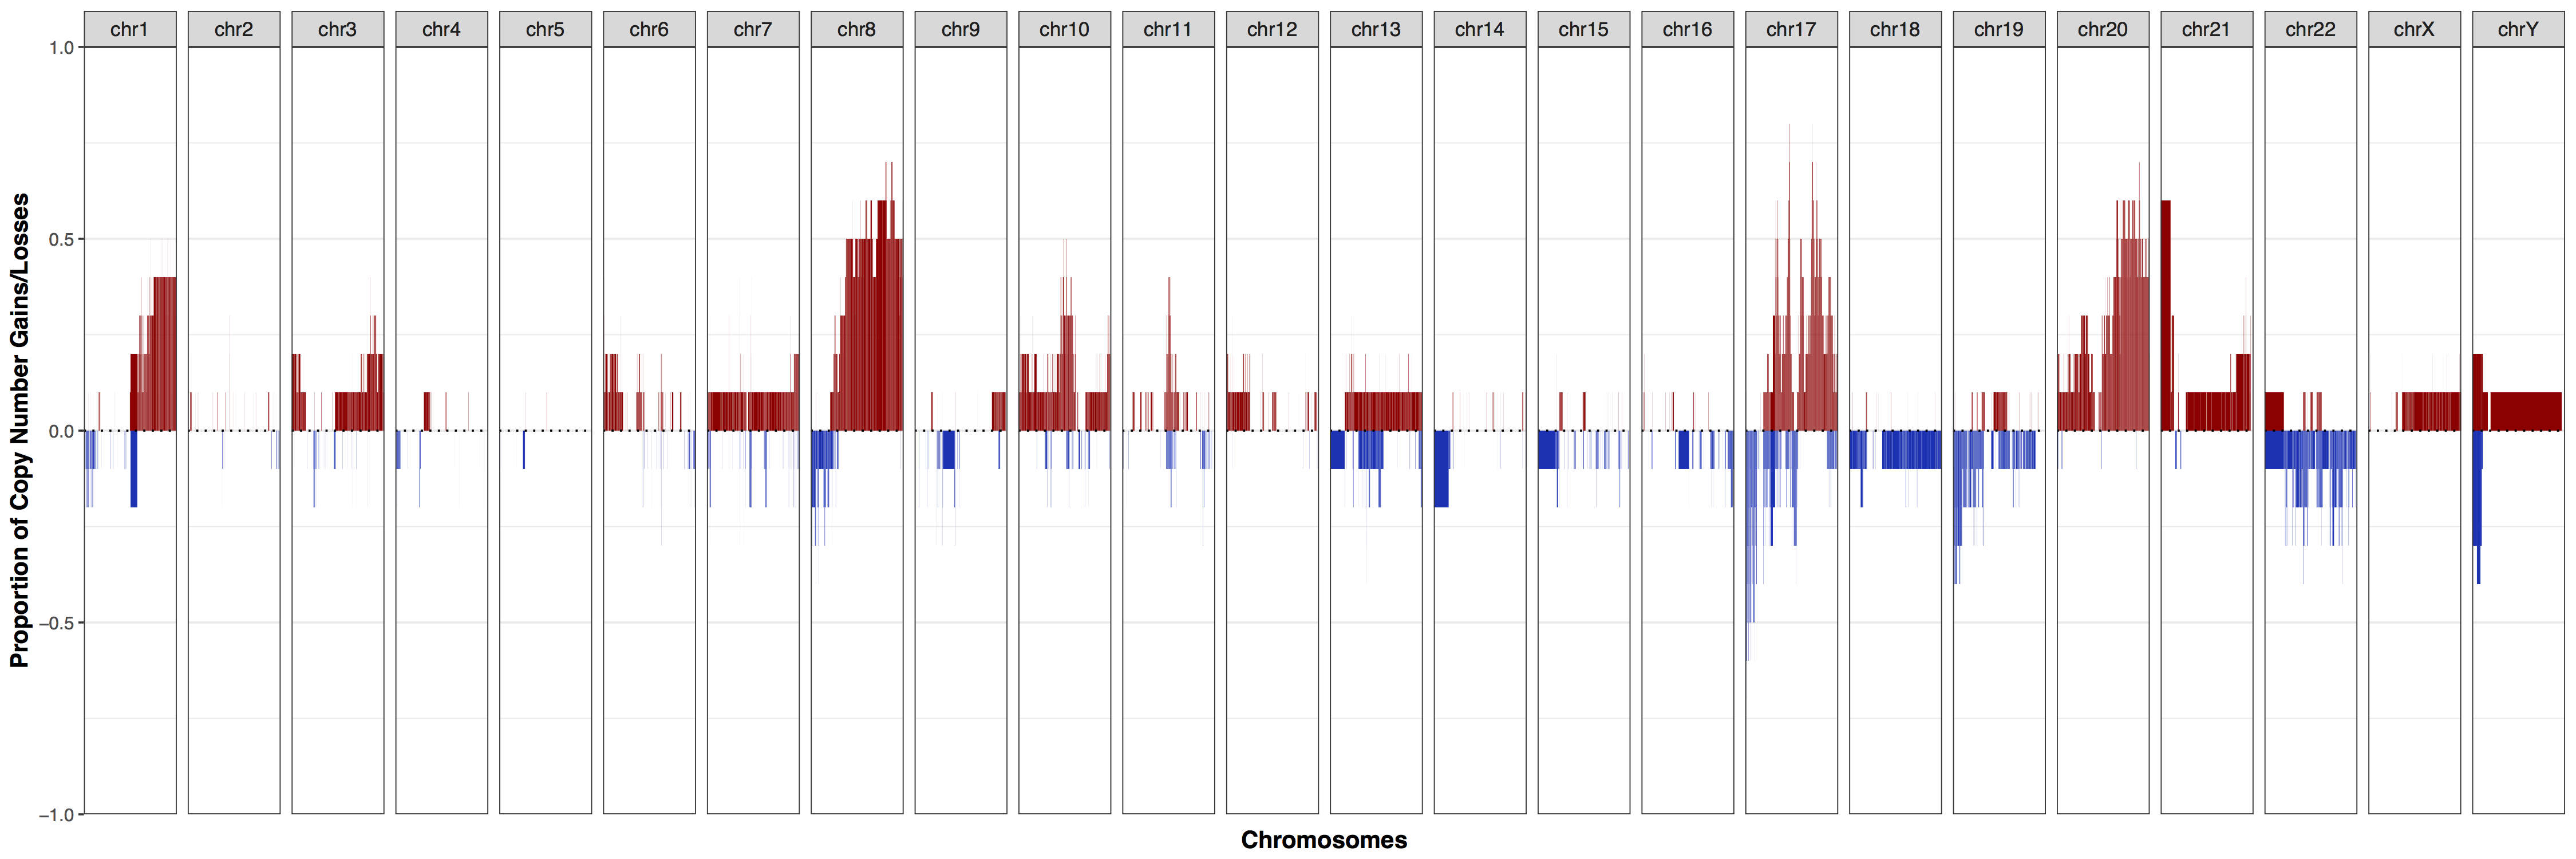 chr1 chr2 chr3 chr4 chr5 chr6 chr7 chr8 chr9 chr10 chr11 chr12 chr13 chr14 chr15 chr16 chr17 chr18 chr19 chr20 chr21 chr22 chrX chrY
Proportion of Copy Number Gains/Losses
1.0
0.5
0.0
−0.5
−1.0
Chromosomes